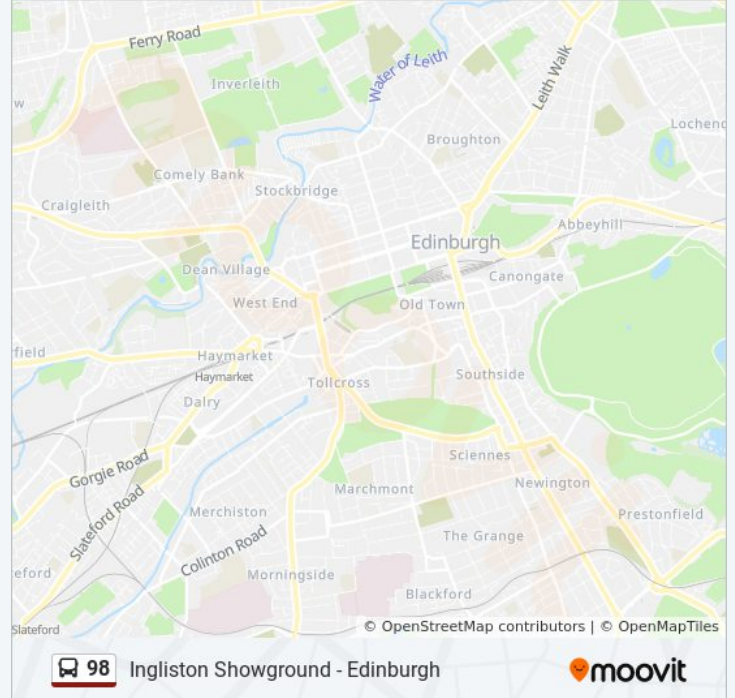 Ferry Road
Inverleith
Water of Leith
Leith Walk
w
Broughton
Lochend
Comely Bank
Stockbridge
Craigleith
Abbeyhill
Edinburgh
Dean Village
Canongate
West End
Old Town
field
Haymarket
Haymarket
Tollcross
Southside
Dalry
Gorgie Road
Sciennes
Marchmont
Newington
Slateford Road
Merchiston
Prestonfield
Colinton Road
The Grange
eford
Morningside
Blackford
Slateford
© OpenStreetMap contributors | © OpenMapTiles
98 Ingliston Showground - Edinburgh
moovit